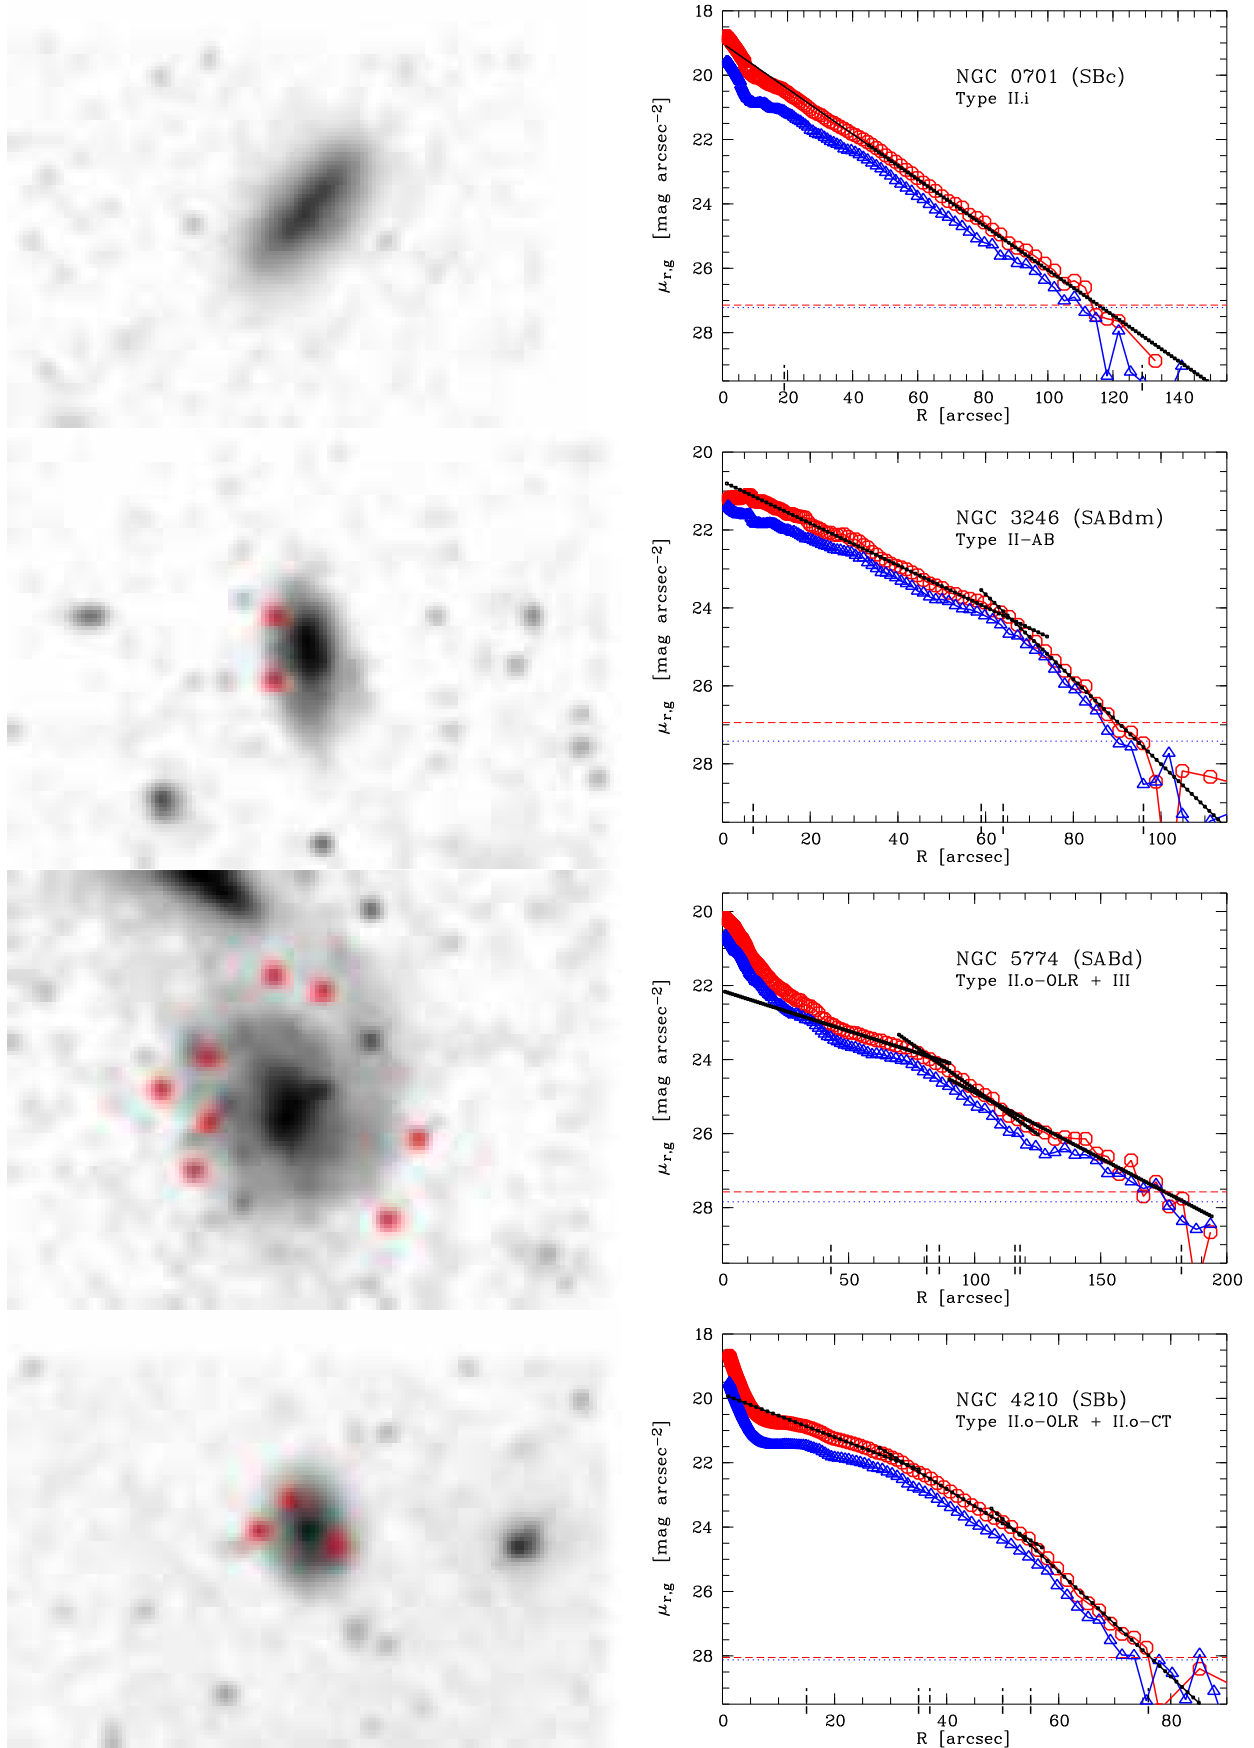 18
20
22
24
26
28
μr,g [mag arcsec−2]
NGC 0701 (SBc)
Type II.i
0 20 40 60 80 100 120 140
R [arcsec]
20
22
24
26
28
μr,g [mag arcsec−2]
NGC 3246 (SABdm)
Type II−AB
0 20 40 60 80 100
R [arcsec]
20
22
24
26
28
μr,g [mag arcsec−2]
NGC 5774 (SABd)
Type II.o−OLR + III
0 50 100 150 200
R [arcsec]
18
20
22
24
26
28
μr,g [mag arcsec−2]
NGC 4210 (SBb)
Type II.o−OLR + II.o−CT
0 20 40 60 80
R [arcsec]